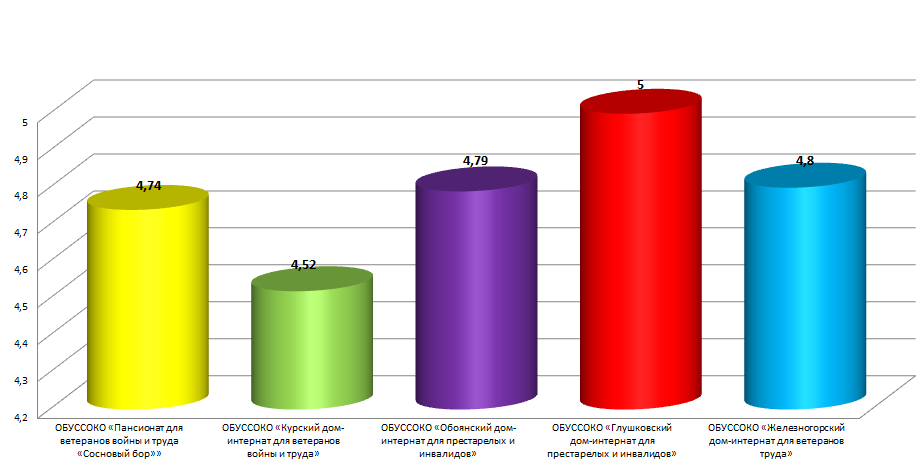 5
4,74
4,52
4,79
4,8
5
4,9
4,8
4,7
4,6
4,5
4,4
4,3
4,2
ОБУССОКО «Пансионат для
ветеранов войны и труда
«Сосновый бор»»
ОБУССОКО «Курский дом-
интернат для ветеранов
войны и труда»
ОБУССОКО «Обоянский дом-
интернат для престарелых и
инвалидов»
ОБУССОКО «Глушковский
дом-интернат для
престарелых и инвалидов»
ОБУССОКО «Железногорский
дом-интернат для ветеранов
труда»